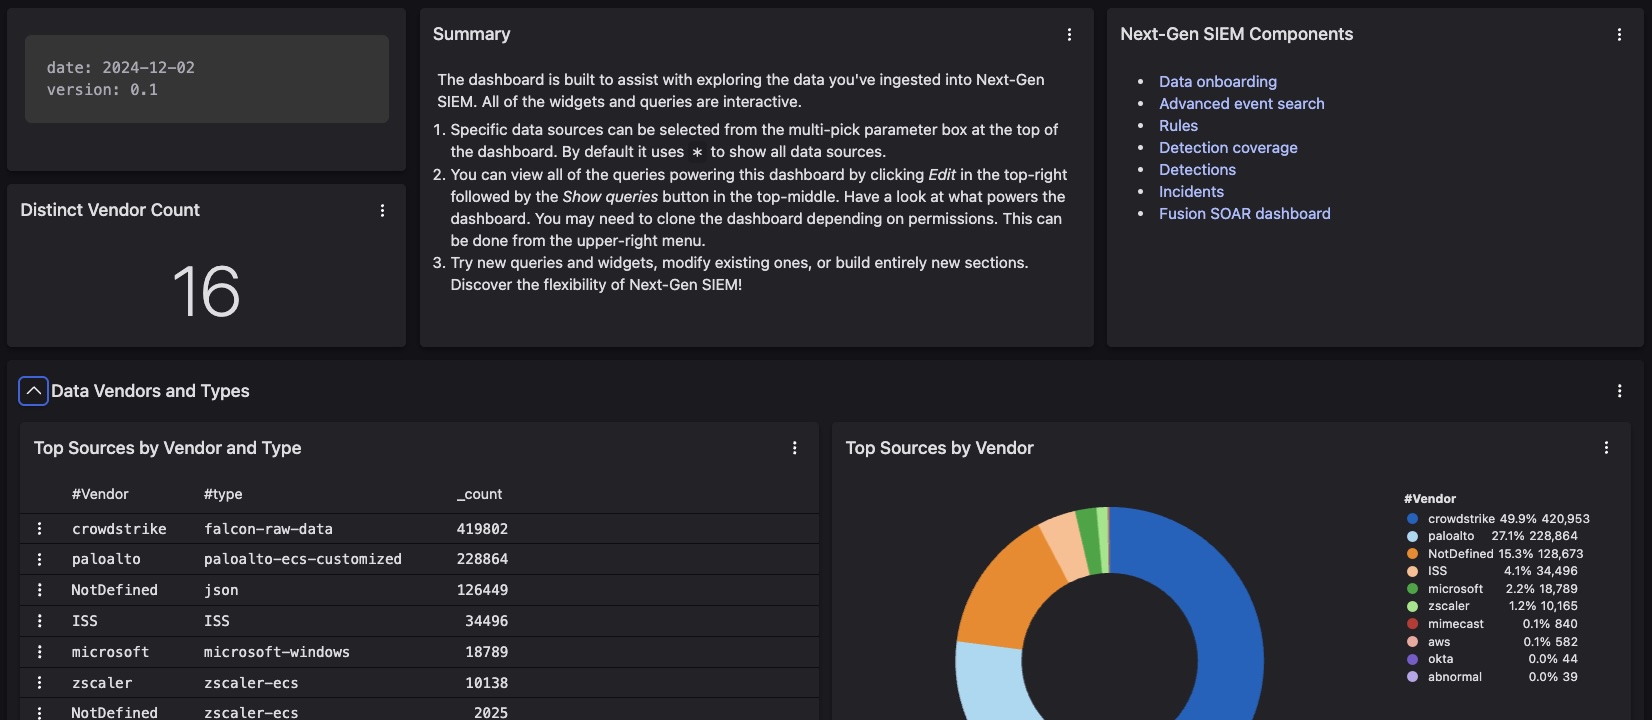 date: 2024-12-02
version: 0.1
Distinct Vendor Count
16
Summary
The dashboard is built to assist with exploring the data you've ingested into Next-Gen
SIEM. All of the widgets and queries are interactive.
1. Specific data sources can be selected from the multi-pick parameter box at the top of
the dashboard. By default it uses * to show all data sources.
2. You can view all of the queries powering this dashboard by clicking Edit in the top-right
followed by the Show queries button in the top-middle. Have a look at what powers the
dashboard. You may need to clone the dashboard depending on permissions. This can
be done from the upper-right menu.
3. Try new queries and widgets, modify existing ones, or build entirely new sections.
Discover the flexibility of Next-Gen SIEM!
Next-Gen SIEM Components
• Data onboarding
• Advanced event search
• Rules
• Detection coverage
• Detections
• Incidents
• Fusion SOAR dashboard
Data Vendors and Types
Top Sources by Vendor and Type
#Vendor #type _count
crowdstrike falcon-raw-data 419802
paloalto paloalto-ecs-customized 228864
NotDefined json 126449
ISS ISS 34496
microsoft microsoft-windows 18789
zscaler zscaler-ecs 10138
NotDefined zscaler-ecs 2025
Top Sources by Vendor
#Vendor
crowdstrike 49.9% 420,953
paloalto 27.1% 228,864
NotDefined 15.3% 128,673
ISS 4.1% 34,496
microsoft 2.2% 18,789
zscaler 1.2% 10,165
mimecast 0.1% 840
aws 0.1% 582
okta 0.0% 44
abnormal 0.0% 39